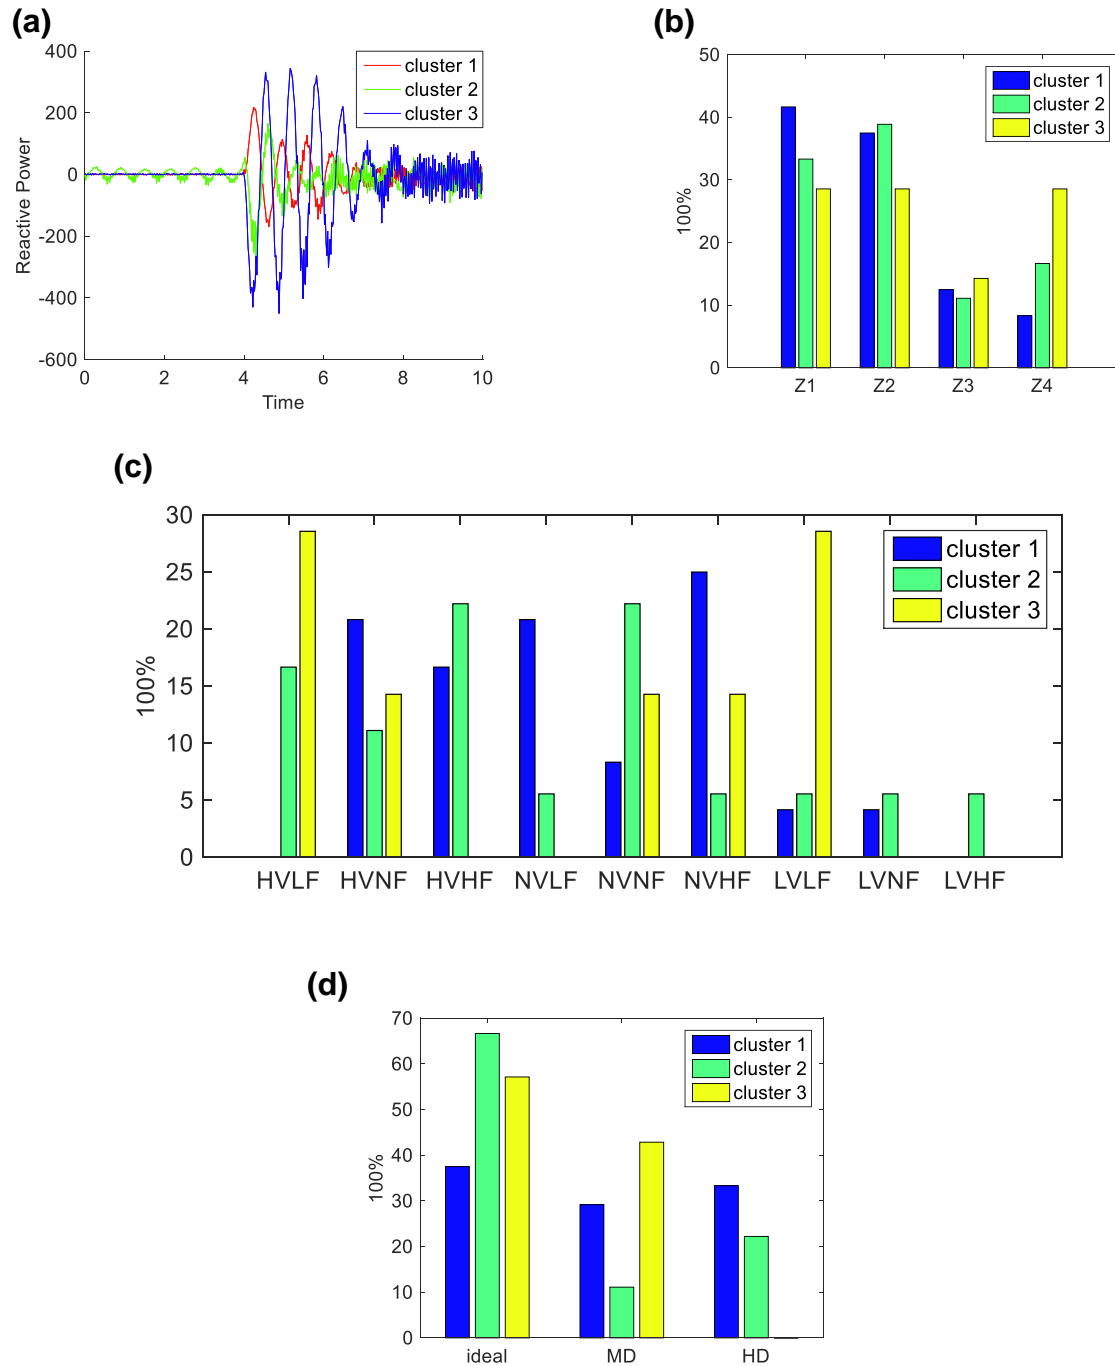 (a)
400
200
0
-200
-400
-600
Reactive Power
0 2 4 6 8 10
Time
cluster 1
cluster 2
cluster 3
(b)
50
40
30
20
10
0
100%
Z1 Z2 Z3 Z4
cluster 1
cluster 2
cluster 3
(c)
30
25
20
15
10
5
0
100%
HVLF HVNF HVHF NVLF NVNF NVHF LVLF LVNF LVHF
cluster 1
cluster 2
cluster 3
(d)
70
60
50
40
30
20
10
0
100%
ideal MD HD
cluster 1
cluster 2
cluster 3